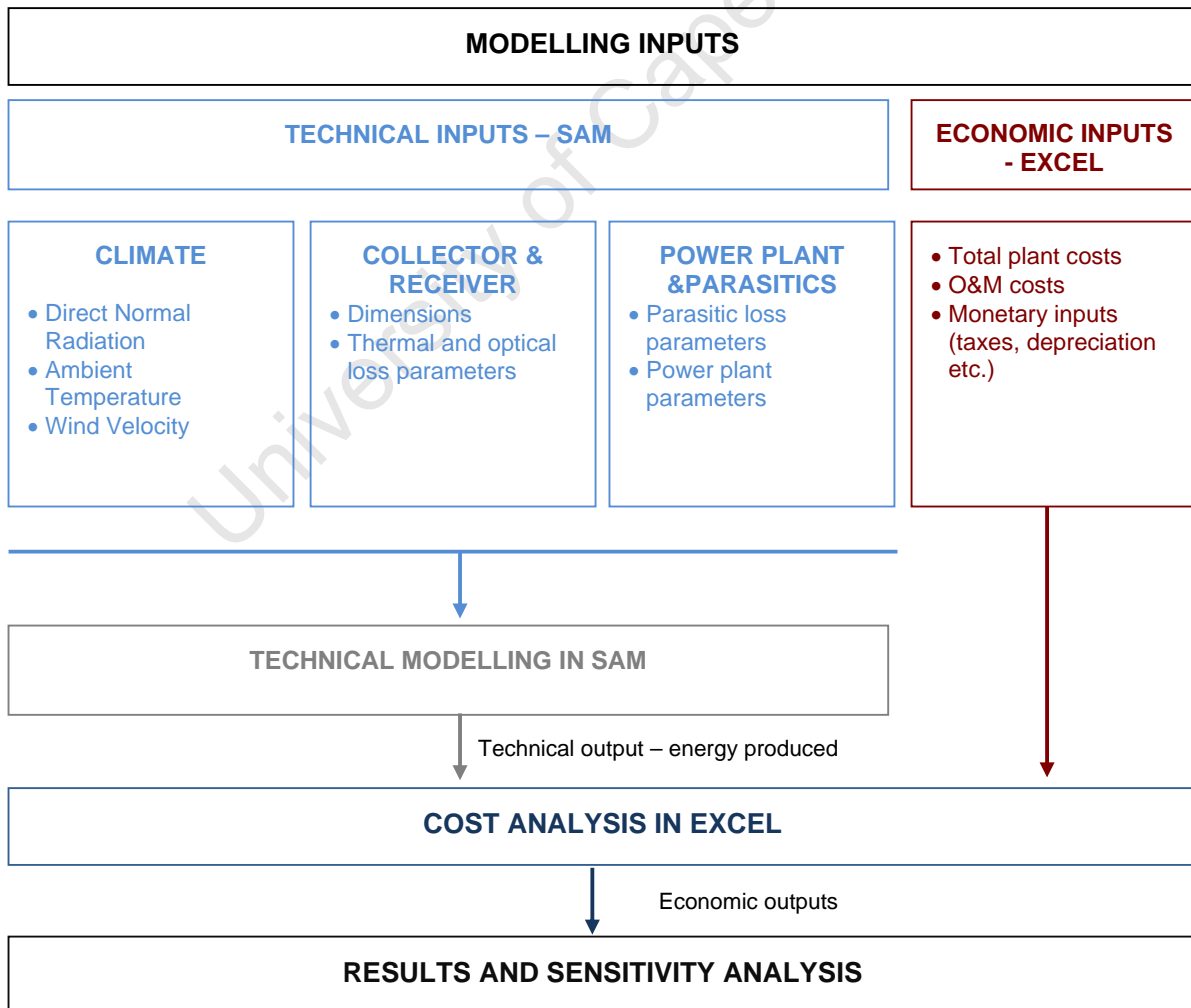 MODELLING INPUTS
TECHNICAL INPUTS – SAM
ECONOMIC INPUTS
- EXCEL
CLIMATE
• Direct Normal
Radiation
• Ambient
Temperature
• Wind Velocity
COLLECTOR &
RECEIVER
• Dimensions
• Thermal and optical
loss parameters
POWER PLANT
&PARASITICS
• Parasitic loss
parameters
• Power plant
parameters
• Total plant costs
• O&M costs
• Monetary inputs
(taxes, depreciation
etc.)
TECHNICAL MODELLING IN SAM
Technical output – energy produced
COST ANALYSIS IN EXCEL
Economic outputs
RESULTS AND SENSITIVITY ANALYSIS
University of Cape